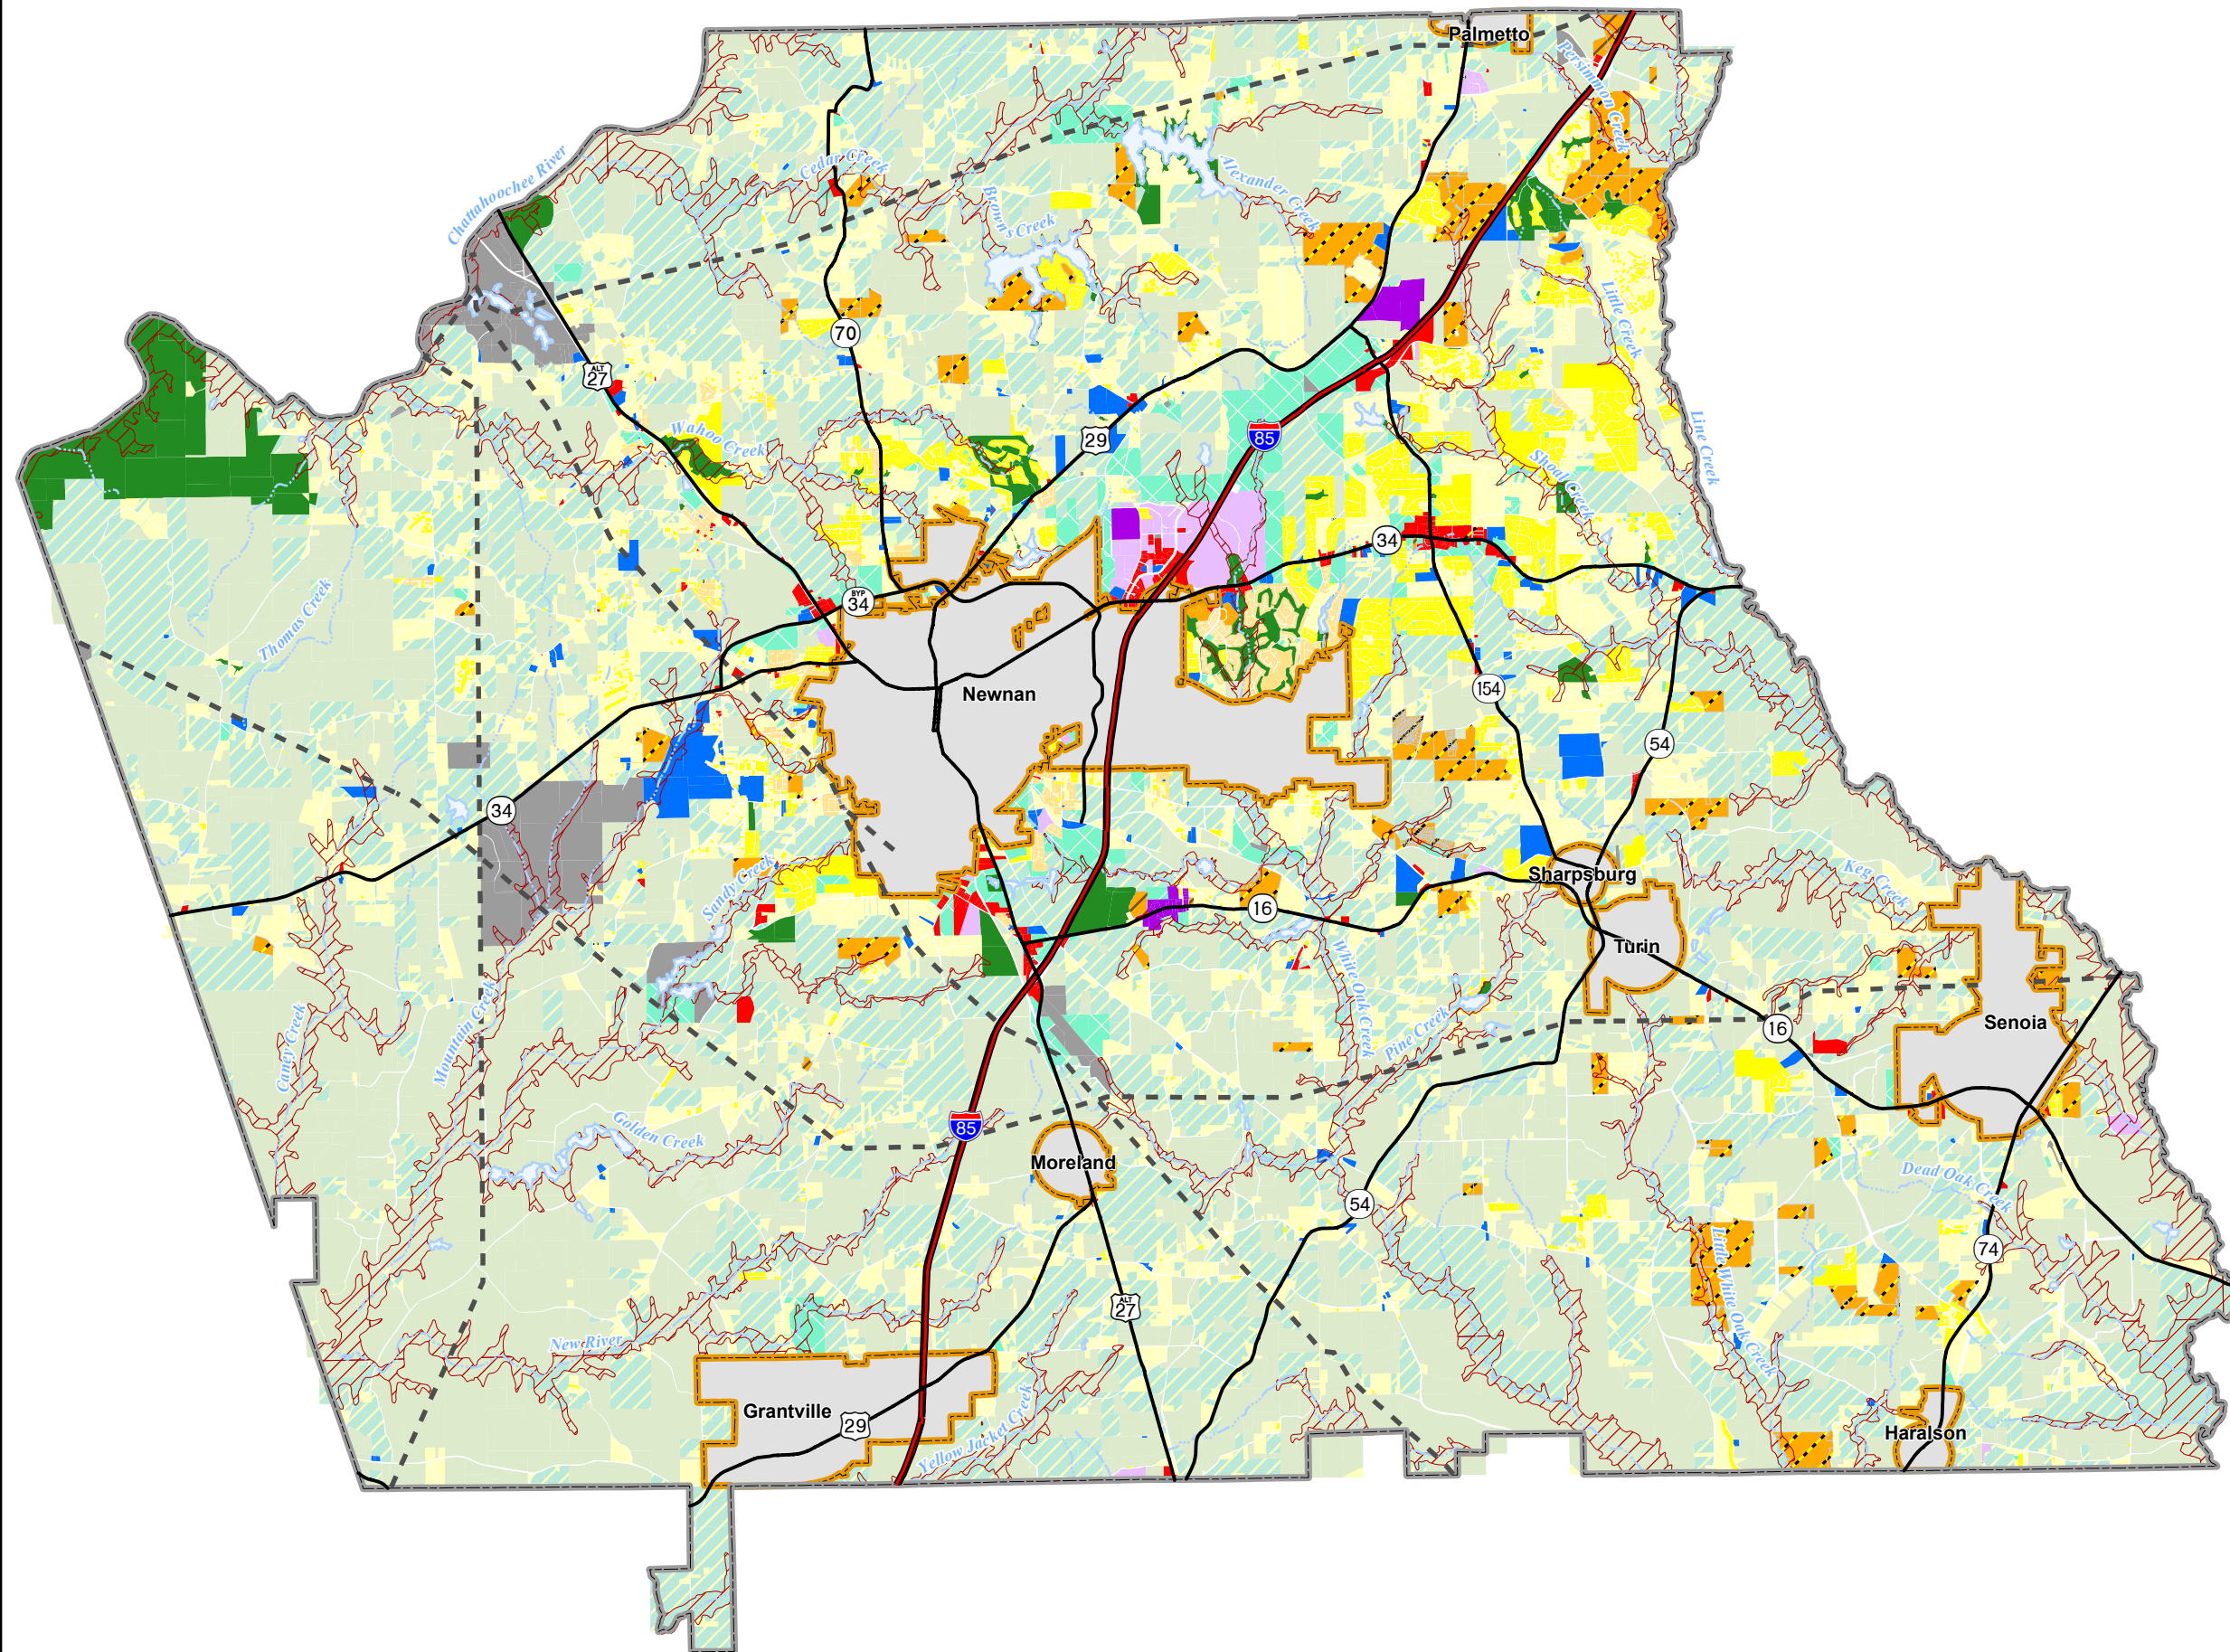 Palmetto
Persimmon Creek
Chattahoochee River
Cedar Creek
Brown's Creek
Alexander Creek
Little Creek
70
ALT
27
Wahoo Creek
29
85
Line Creek
Shoal Creek
34
Thomas Creek
BYP
34
Newnan
154
54
34
Sandy Creek
Sharpsburg
Keg Creek
16
Turin
White Oak Creek
Pine Creek
Caney Creek
Mountain Creek
16
Senoia
Golden Creek
85
Moreland
54
Dead Oak Creek
74
Little White Oak Creek
ALT
27
New River
Grantville
29
Yellow Jacket Creek
Haralson